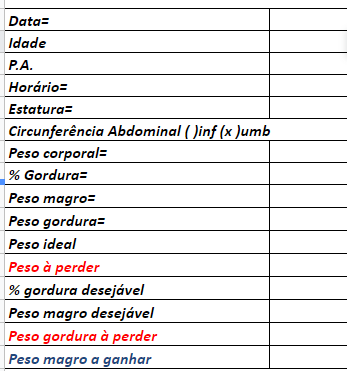 Data=
Idade
P.A.
Horário=
Estatura=
Circunferência Abdominal ( )inf (x )umb
Peso corporal=
% Gordura=
Peso magro=
Peso gordura=
Peso ideal
Peso à perder
% gordura desejável
Peso magro desejável
Peso gordura à perder
Peso magro a ganhar